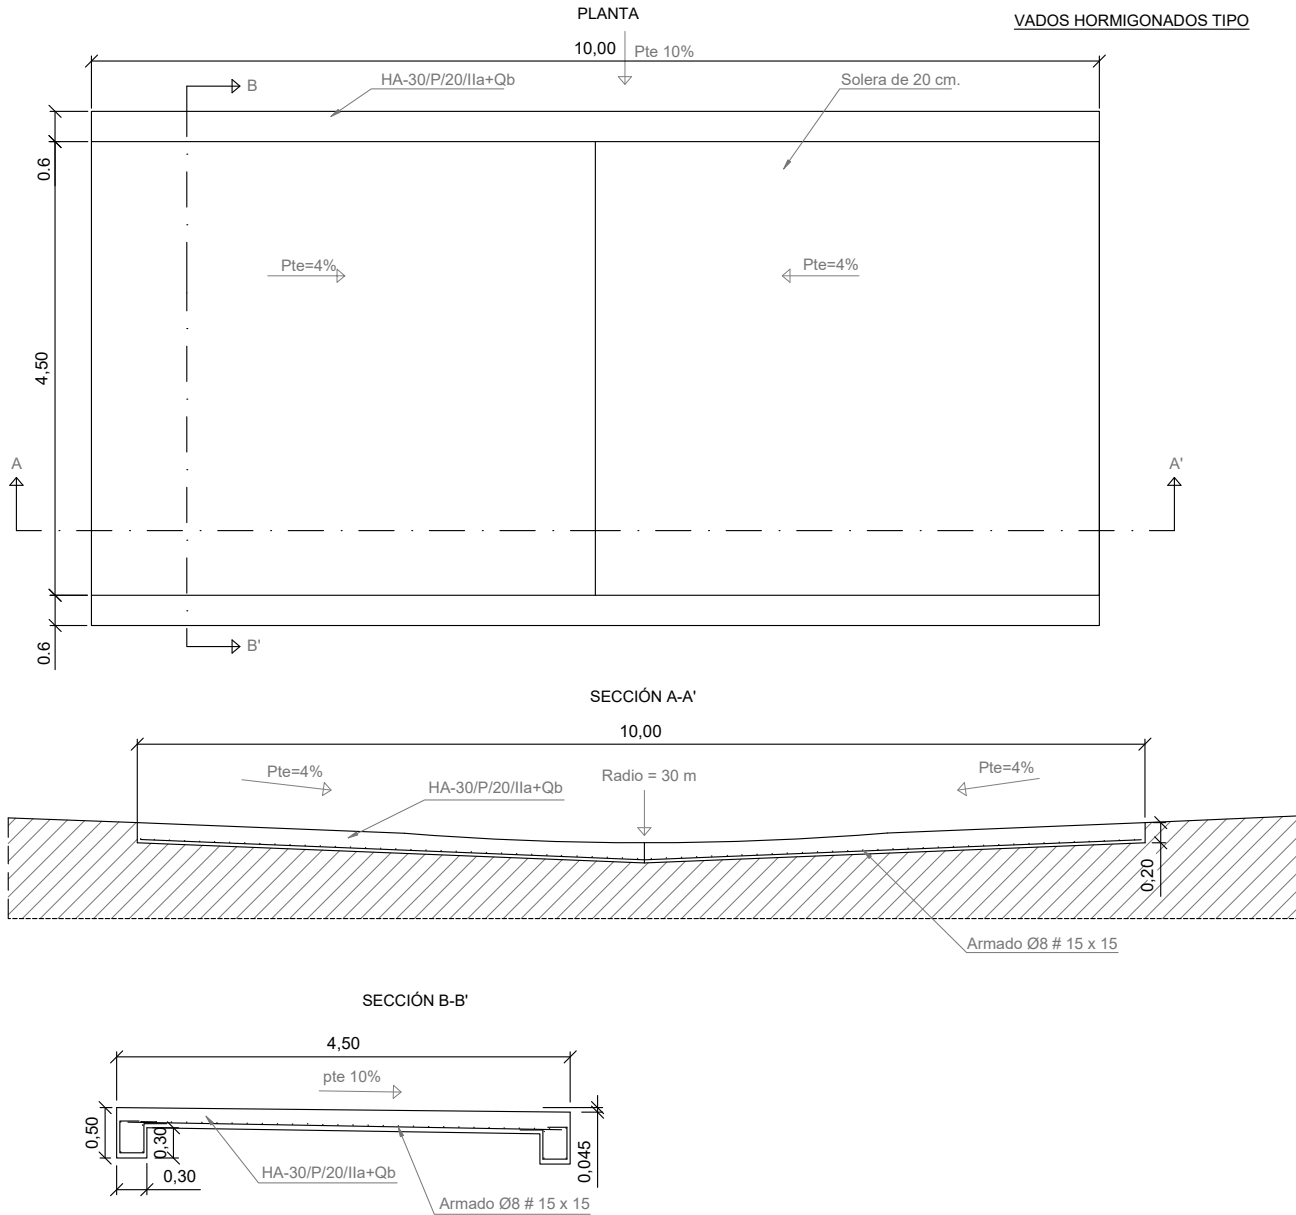 PLANTA
VADOS HORMIGONADOS TIPO
10,00
Pte 10%
B
HA-30/P/20/IIa+Qb
Solera de 20 cm.
0.6
Pte=4%
Pte=4%
4,50
A
A'
0.6
B'
SECCIÓN A-A'
10,00
Pte=4%
HA-30/P/20/IIa+Qb
Radio = 30 m
Pte=4%
0,20
Armado Ø8 # 15 x 15
SECCIÓN B-B'
4,50
pte 10%
0,50
0,30
0,30
HA-30/P/20/IIa+Qb
0,045
Armado Ø8 # 15 x 15